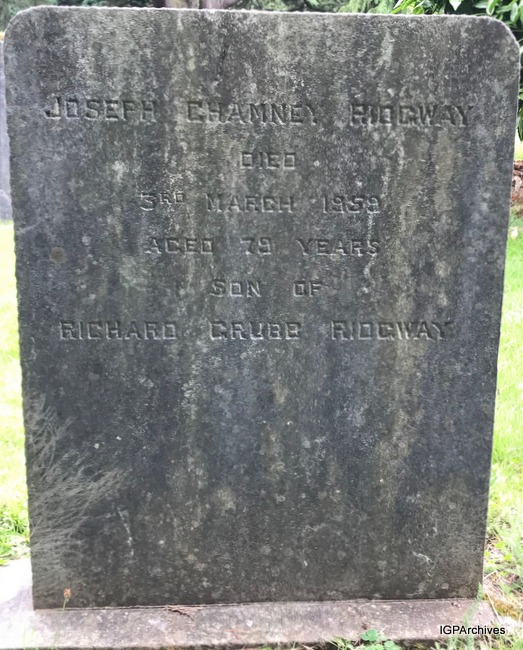 JOSEPH CHAMNEY RIDGWAY
DIED
3RD MARCH 1959
AGED 79 YEARS
SON OF
RICHARD GRUBB RIDGWAY
IGPArchives